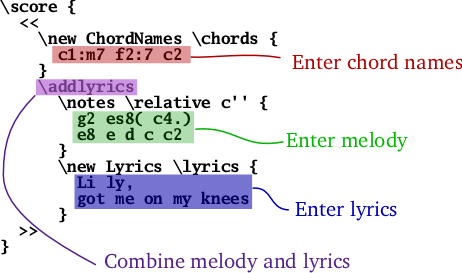 \score {
<<
\new ChordNames \chords {
c1:m7 f2:7 c2
}
Enter chord names
\addlyrics
\notes \relative c'' {
g2 es8( c4.)
e8 e d c c2
Enter melody
}
\new Lyrics \lyrics {
Li ly,
got me on my knees
Enter lyrics
}
>>
Combine melody and lyrics
}